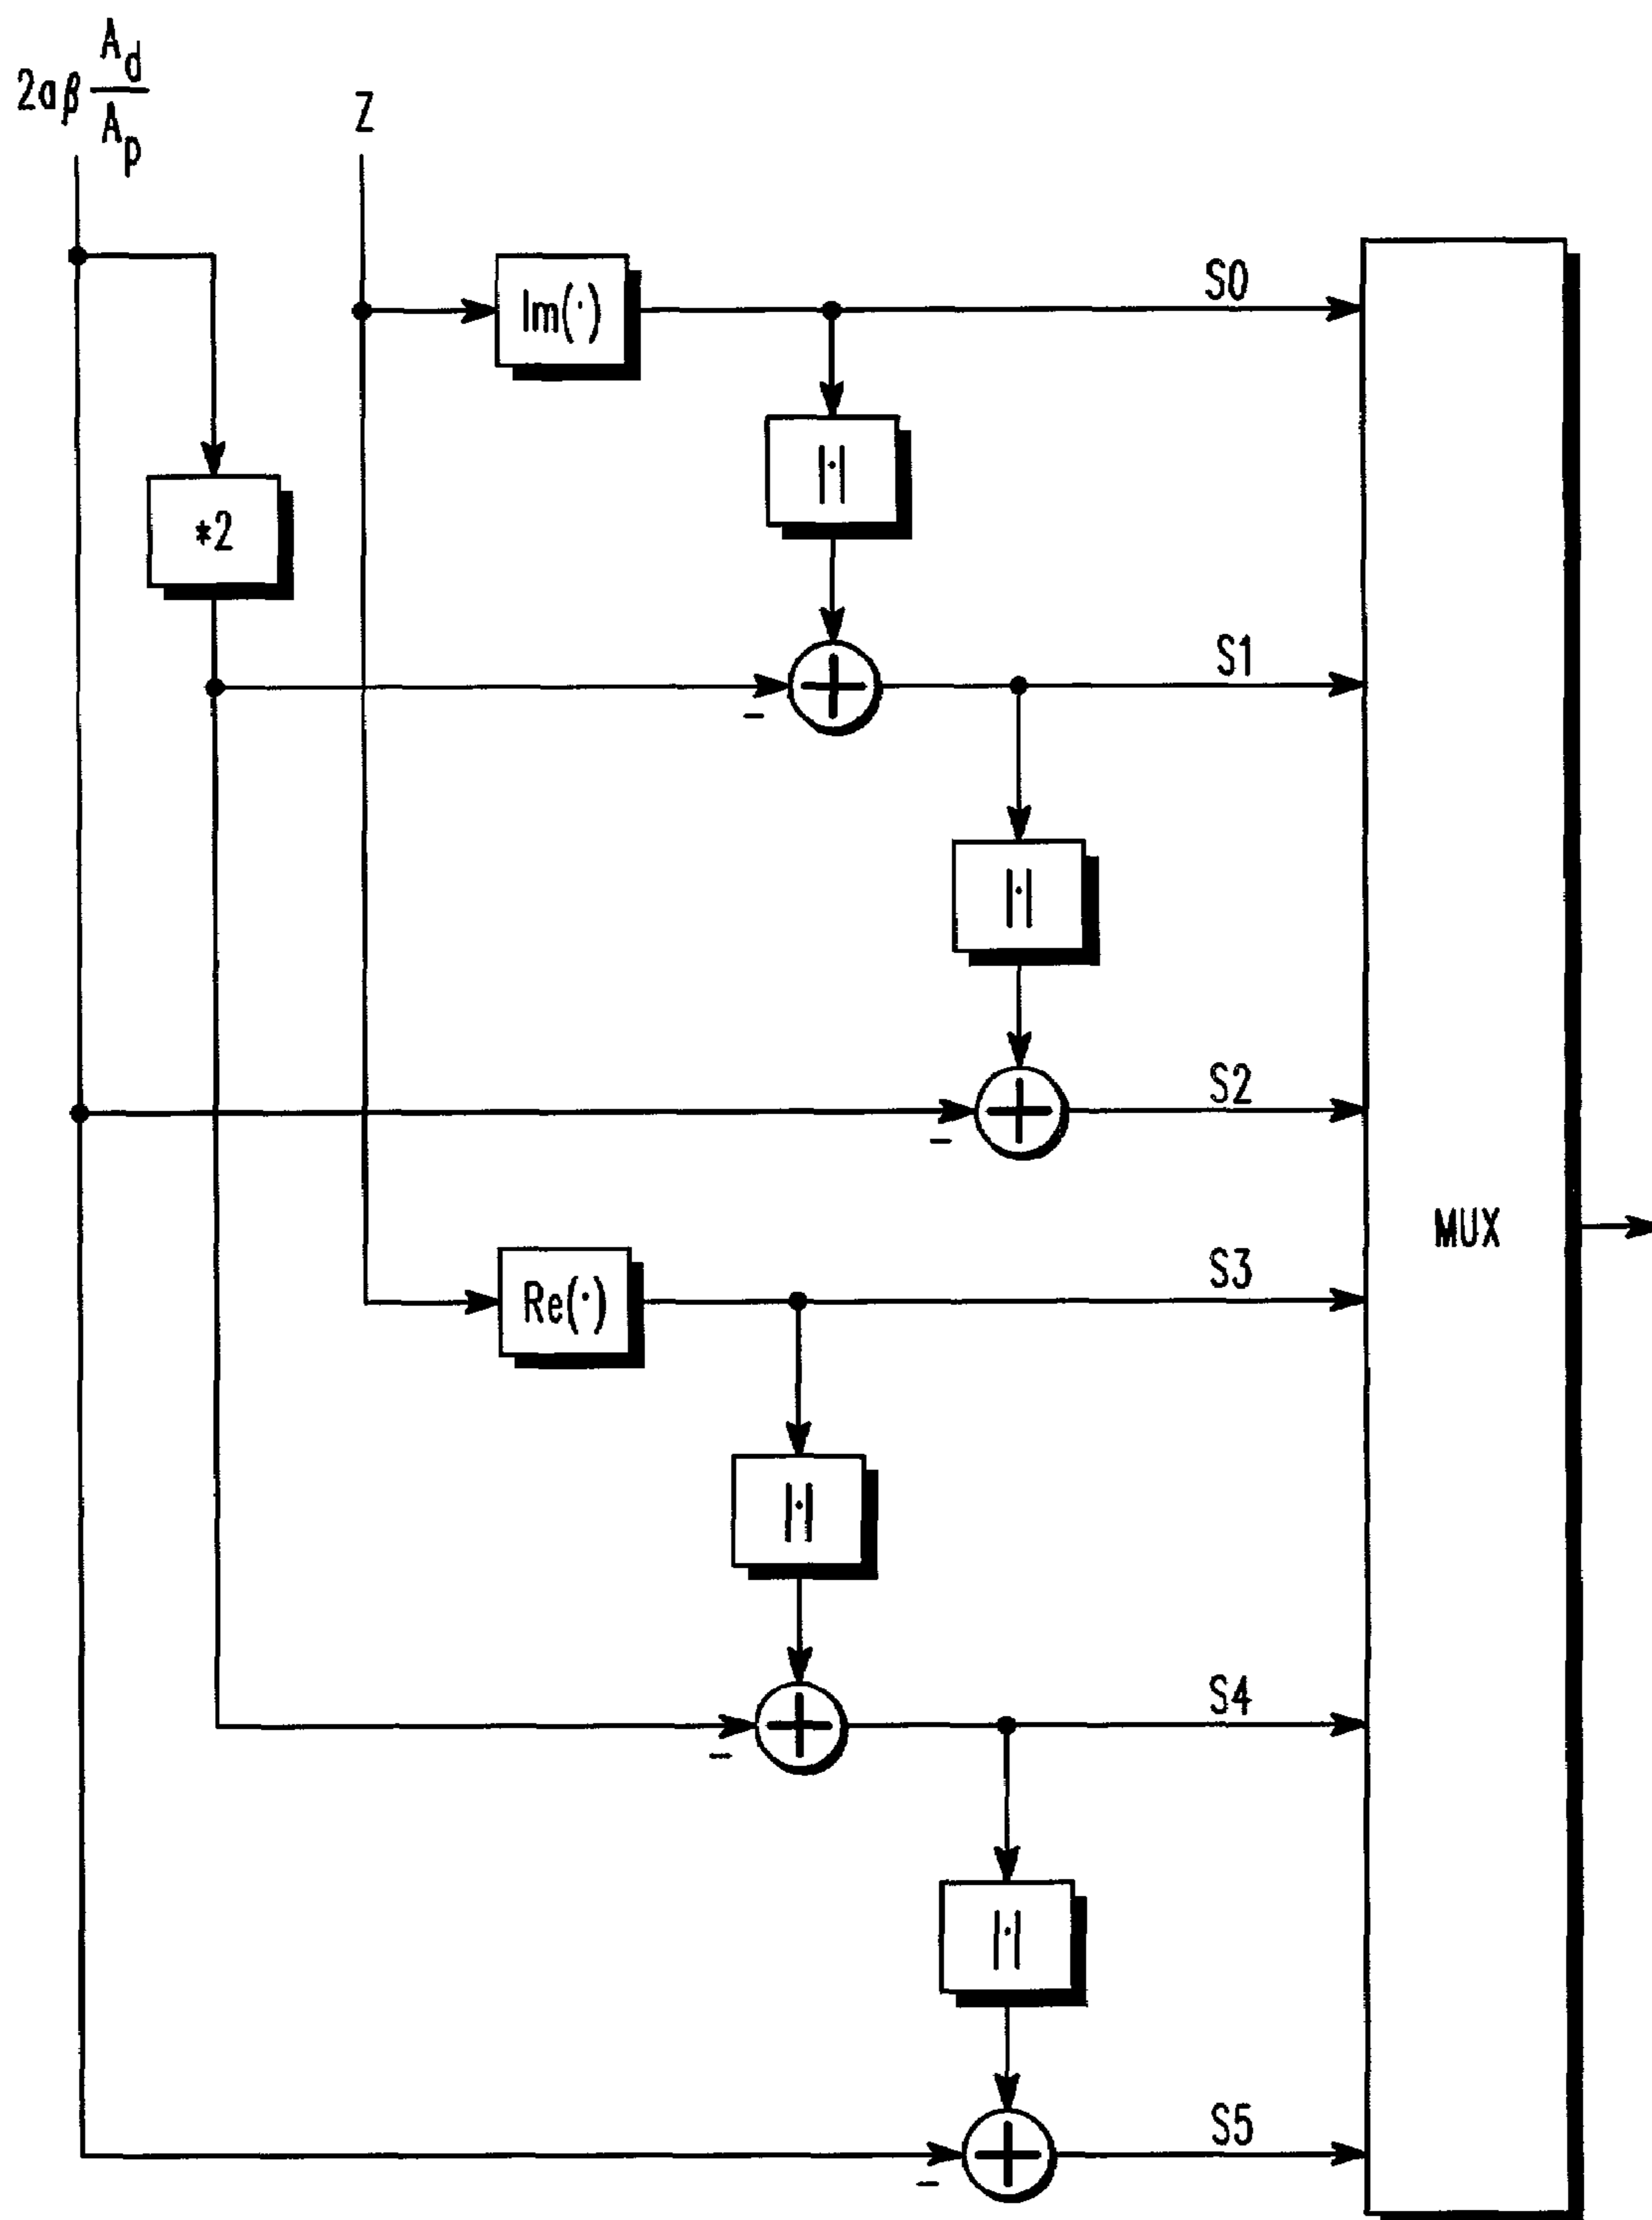 2aβ A_d/A_p
Z
Im(·)
S0
|·|
*2
S1
-
|·|
S2
-
MUX
Re(·)
S3
|·|
S4
-
|·|
S5
-